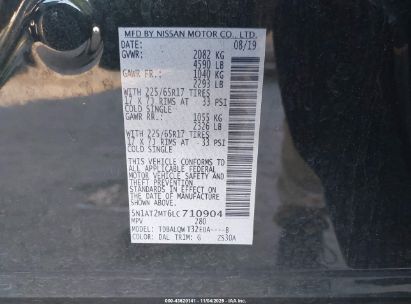 MFD BY NISSAN MOTOR CO., LTD.
DATE: 08/19
GVWR: 2082 KG
4590 LB
GAWR FR.: 1040 KG
2293 LB
WITH 225/65R17 TIRES
17 X 7J RIMS AT 33 PSI
COLD SINGLE
GAWR RR.: 1055 KG
2326 LB
WITH 225/65R17 TIRES
17 X 7J RIMS AT 33 PSI
COLD SINGLE
THIS VEHICLE CONFORMS TO ALL
APPLICABLE U.S. FEDERAL
MOTOR VEHICLE SAFETY AND
THEFT PREVENTION
STANDARDS IN EFFECT ON THE
DATE OF MANUFACTURE SHOWN
ABOVE.
5N1AT2MT6LC710904
MPV 280
MODEL:
DAL TRIM: G